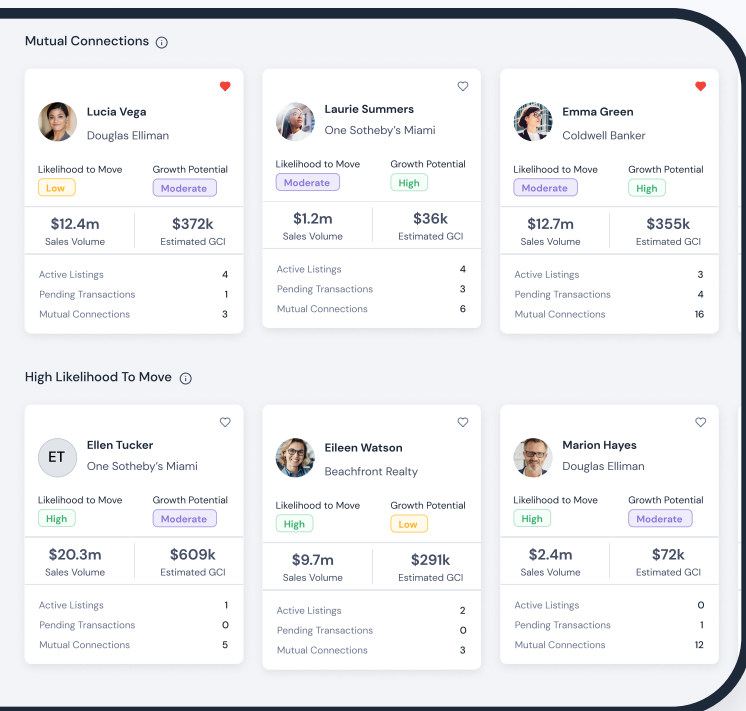 Mutual Connections
Lucia Vega
Douglas Elliman
Likelihood to Move Growth Potential
Low Moderate
$12.4m $372k
Sales Volume Estimated GCI
Active Listings 4
Pending Transactions 1
Mutual Connections 3
Laurie Summers
One Sotheby's Miami
Likelihood to Move Growth Potential
Moderate High
$1.2m $36k
Sales Volume Estimated GCI
Active Listings 4
Pending Transactions 3
Mutual Connections 6
Emma Green
Coldwell Banker
Likelihood to Move Growth Potential
Moderate High
$12.7m $355k
Sales Volume Estimated GCI
Active Listings 3
Pending Transactions 4
Mutual Connections 16
High Likelihood To Move
ET
Ellen Tucker
One Sotheby's Miami
Likelihood to Move Growth Potential
High Moderate
$20.3m $609k
Sales Volume Estimated GCI
Active Listings 1
Pending Transactions 0
Mutual Connections 5
Eileen Watson
Beachfront Realty
Likelihood to Move Growth Potential
High Low
$9.7m $291k
Sales Volume Estimated GCI
Active Listings 2
Pending Transactions 0
Mutual Connections 3
Marion Hayes
Douglas Elliman
Likelihood to Move Growth Potential
High Moderate
$2.4m $72k
Sales Volume Estimated GCI
Active Listings 0
Pending Transactions 1
Mutual Connections 12